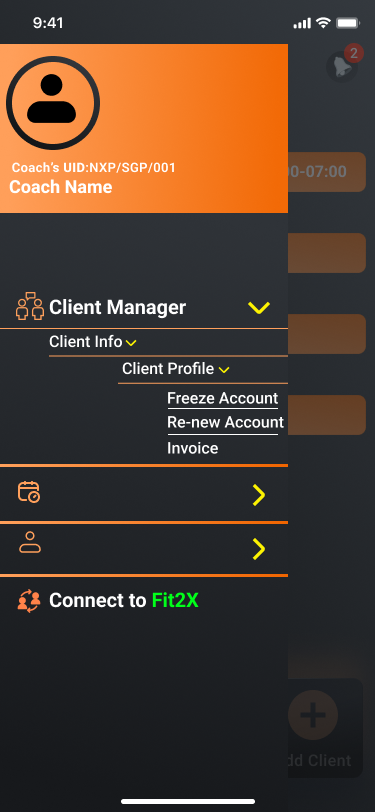 9:41
2
Coach's UID:NXP/SGP/001
Coach Name
00-07:00
Client Manager
Client Info
Client Profile
Freeze Account
Re-new Account
Invoice
Connect to Fit2X
dd Client